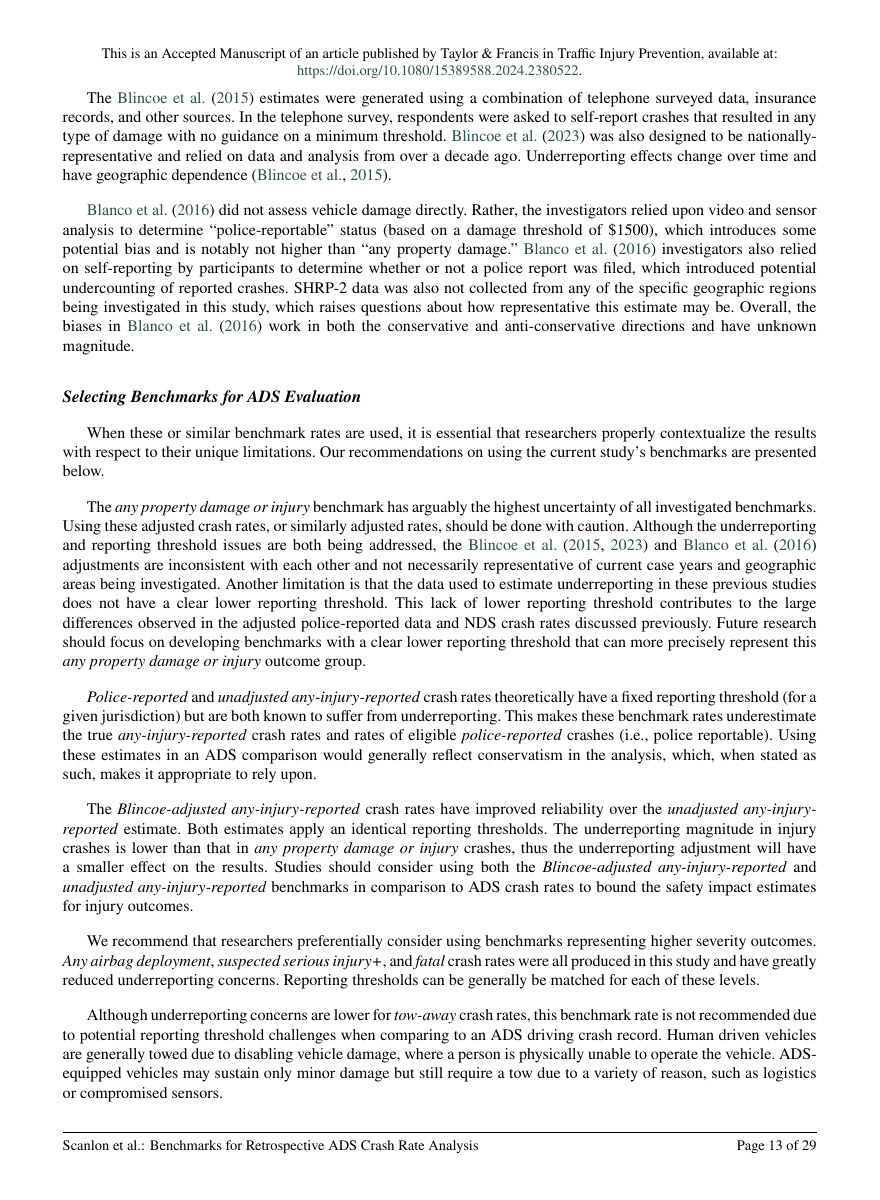 This is an Accepted Manuscript of an article published by Taylor & Francis in Traffic Injury Prevention, available at:
https://doi.org/10.1080/15389588.2024.2380522.
The Blincoe et al. (2015) estimates were generated using a combination of telephone surveyed data, insurance
records, and other sources. In the telephone survey, respondents were asked to self-report crashes that resulted in any
type of damage with no guidance on a minimum threshold. Blincoe et al. (2023) was also designed to be nationally-
representative and relied on data and analysis from over a decade ago. Underreporting effects change over time and
have geographic dependence (Blincoe et al., 2015).
Blanco et al. (2016) did not assess vehicle damage directly. Rather, the investigators relied upon video and sensor
analysis to determine “police-reportable” status (based on a damage threshold of $1500), which introduces some
potential bias and is notably not higher than “any property damage.” Blanco et al. (2016) investigators also relied
on self-reporting by participants to determine whether or not a police report was filed, which introduced potential
undercounting of reported crashes. SHRP-2 data was also not collected from any of the specific geographic regions
being investigated in this study, which raises questions about how representative this estimate may be. Overall, the
biases in Blanco et al. (2016) work in both the conservative and anti-conservative directions and have unknown
magnitude.
Selecting Benchmarks for ADS Evaluation
When these or similar benchmark rates are used, it is essential that researchers properly contextualize the results
with respect to their unique limitations. Our recommendations on using the current study’s benchmarks are presented
below.
The any property damage or injury benchmark has arguably the highest uncertainty of all investigated benchmarks.
Using these adjusted crash rates, or similarly adjusted rates, should be done with caution. Although the underreporting
and reporting threshold issues are both being addressed, the Blincoe et al. (2015, 2023) and Blanco et al. (2016)
adjustments are inconsistent with each other and not necessarily representative of current case years and geographic
areas being investigated. Another limitation is that the data used to estimate underreporting in these previous studies
does not have a clear lower reporting threshold. This lack of lower reporting threshold contributes to the large
differences observed in the adjusted police-reported data and NDS crash rates discussed previously. Future research
should focus on developing benchmarks with a clear lower reporting threshold that can more precisely represent this
any property damage or injury outcome group.
Police-reported and unadjusted any-injury-reported crash rates theoretically have a fixed reporting threshold (for a
given jurisdiction) but are both known to suffer from underreporting. This makes these benchmark rates underestimate
the true any-injury-reported crash rates and rates of eligible police-reported crashes (i.e., police reportable). Using
these estimates in an ADS comparison would generally reflect conservatism in the analysis, which, when stated as
such, makes it appropriate to rely upon.
The Blincoe-adjusted any-injury-reported crash rates have improved reliability over the unadjusted any-injury-
reported estimate. Both estimates apply an identical reporting thresholds. The underreporting magnitude in injury
crashes is lower than that in any property damage or injury crashes, thus the underreporting adjustment will have
a smaller effect on the results. Studies should consider using both the Blincoe-adjusted any-injury-reported and
unadjusted any-injury-reported benchmarks in comparison to ADS crash rates to bound the safety impact estimates
for injury outcomes.
We recommend that researchers preferentially consider using benchmarks representing higher severity outcomes.
Any airbag deployment, suspected serious injury+, and fatal crash rates were all produced in this study and have greatly
reduced underreporting concerns. Reporting thresholds can be generally be matched for each of these levels.
Although underreporting concerns are lower for tow-away crash rates, this benchmark rate is not recommended due
to potential reporting threshold challenges when comparing to an ADS driving crash record. Human driven vehicles
are generally towed due to disabling vehicle damage, where a person is physically unable to operate the vehicle. ADS-
equipped vehicles may sustain only minor damage but still require a tow due to a variety of reason, such as logistics
or compromised sensors.
Scanlon et al.: Benchmarks for Retrospective ADS Crash Rate Analysis
Page 13 of 29